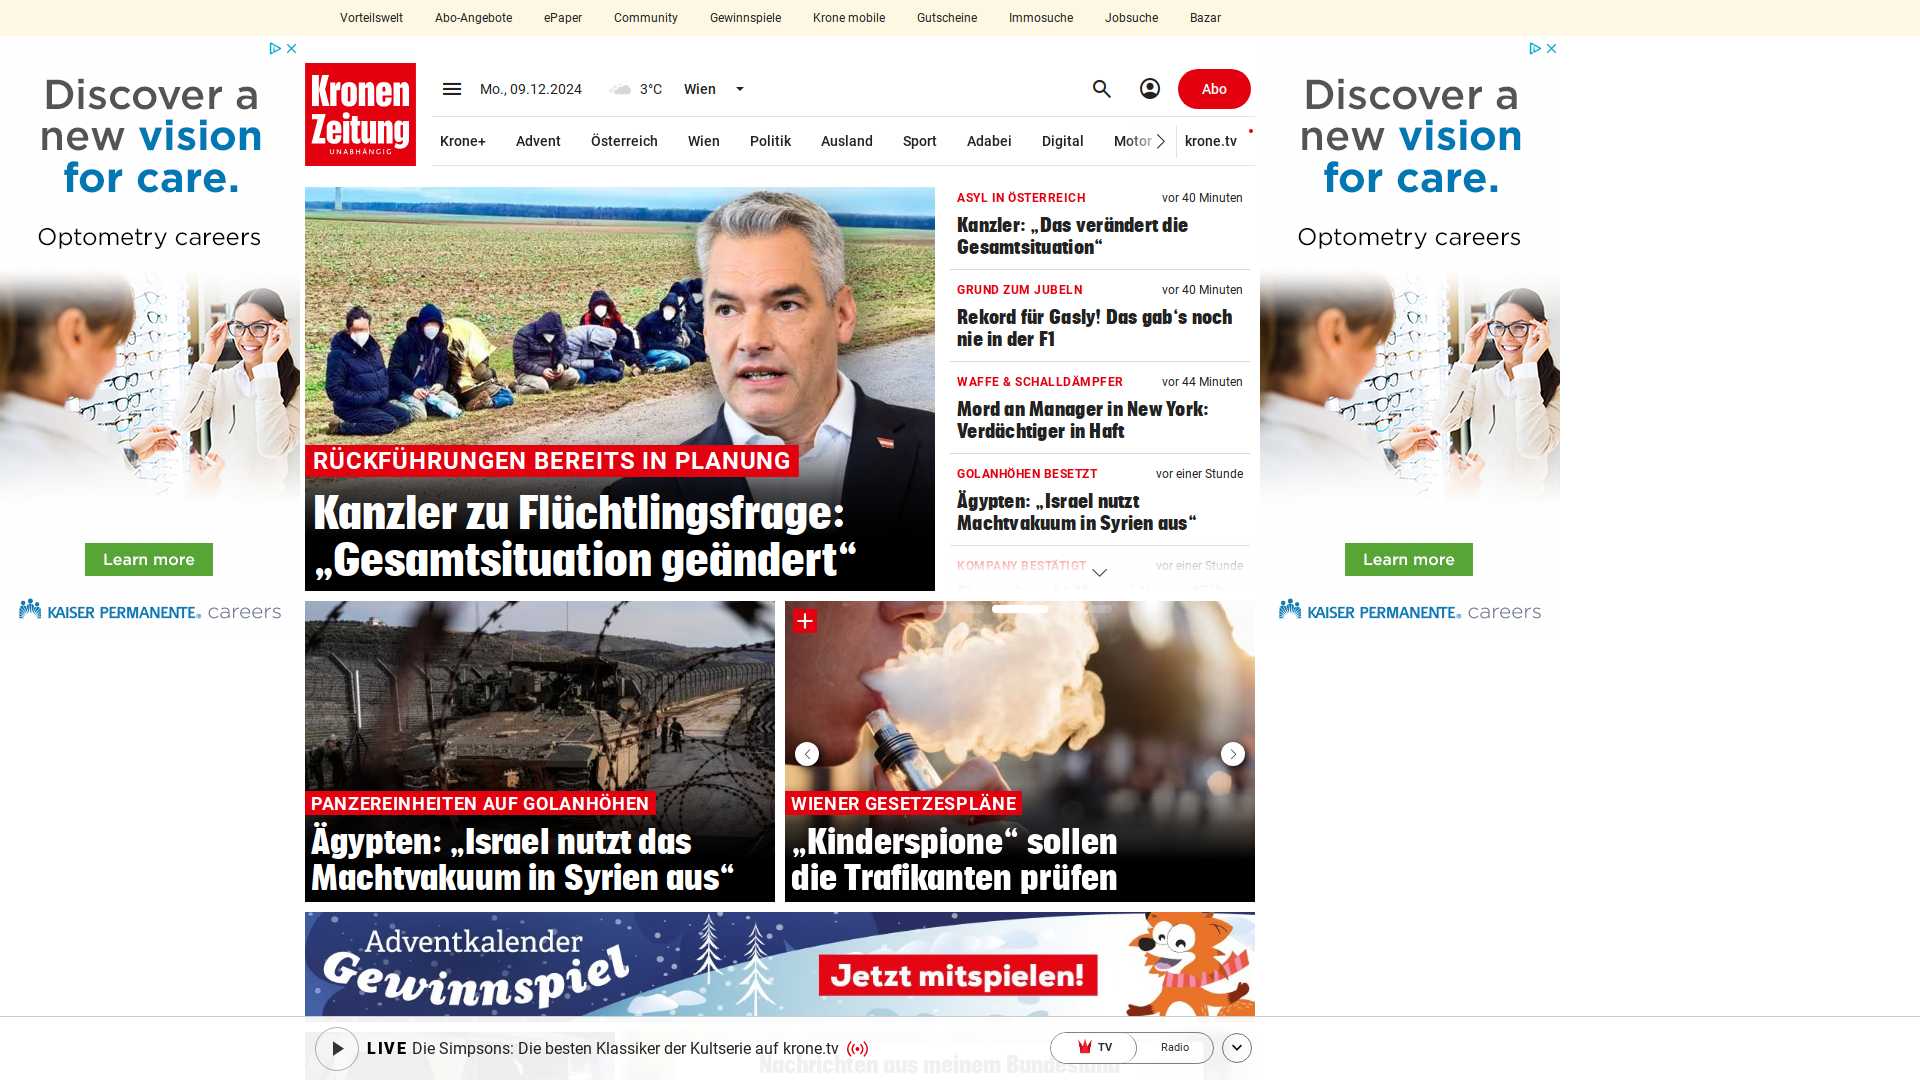 Vorteilswelt Abo-Angebote ePaper Community Gewinnspiele Krone mobile Gutscheine Immosuche Jobsuche Bazar
Discover a
new vision
for care.
Optometry careers
Learn more
KAISER PERMANENTE® careers
Kronen
Zeitung
UNABHÄNGIG
Mo., 09.12.2024 3°C Wien
Abo
Krone+ Advent Österreich Wien Politik Ausland Sport Adabei Digital Motor krone.tv
RÜCKFÜHRUNGEN BEREITS IN PLANUNG
Kanzler zu Flüchtlingsfrage:
„Gesamtsituation geändert“
ASYL IN ÖSTERREICH vor 40 Minuten
Kanzler: „Das verändert die
Gesamtsituation“
GRUND ZUM JUBELN vor 40 Minuten
Rekord für Gasly! Das gab‘s noch
nie in der F1
WAFFE & SCHALLDÄMPFER vor 44 Minuten
Mord an Manager in New York:
Verdächtiger in Haft
GOLANHÖHEN BESETZT vor einer Stunde
Ägypten: „Israel nutzt
Machtvakuum in Syrien aus“
KOMPANY BESTÄTIGT vor einer Stunde
PANZEREINHEITEN AUF GOLANHÖHEN
Ägypten: „Israel nutzt das
Machtvakuum in Syrien aus“
WIENER GESETZESPLÄNE
„Kinderspione“ sollen
die Trafikanten prüfen
Adventkalender
Gewinnspiel
Jetzt mitspielen!
LIVE Die Simpsons: Die besten Klassiker der Kultserie auf krone.tv
TV Radio
Nachrichten aus meinem Bundesland
Discover a
new vision
for care.
Optometry careers
Learn more
KAISER PERMANENTE® careers